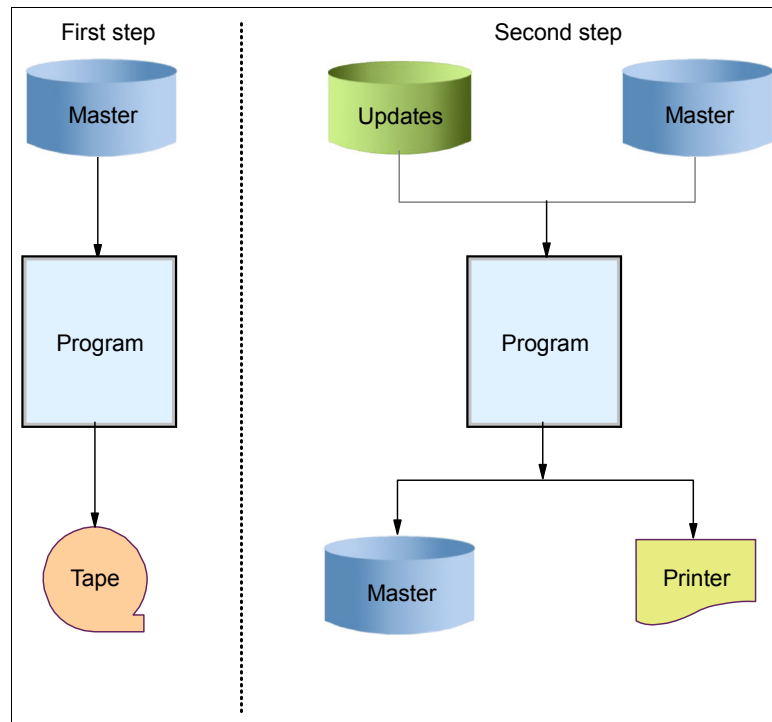 First step
Second step
Master
Updates
Master
Program
Program
Tape
Master
Printer